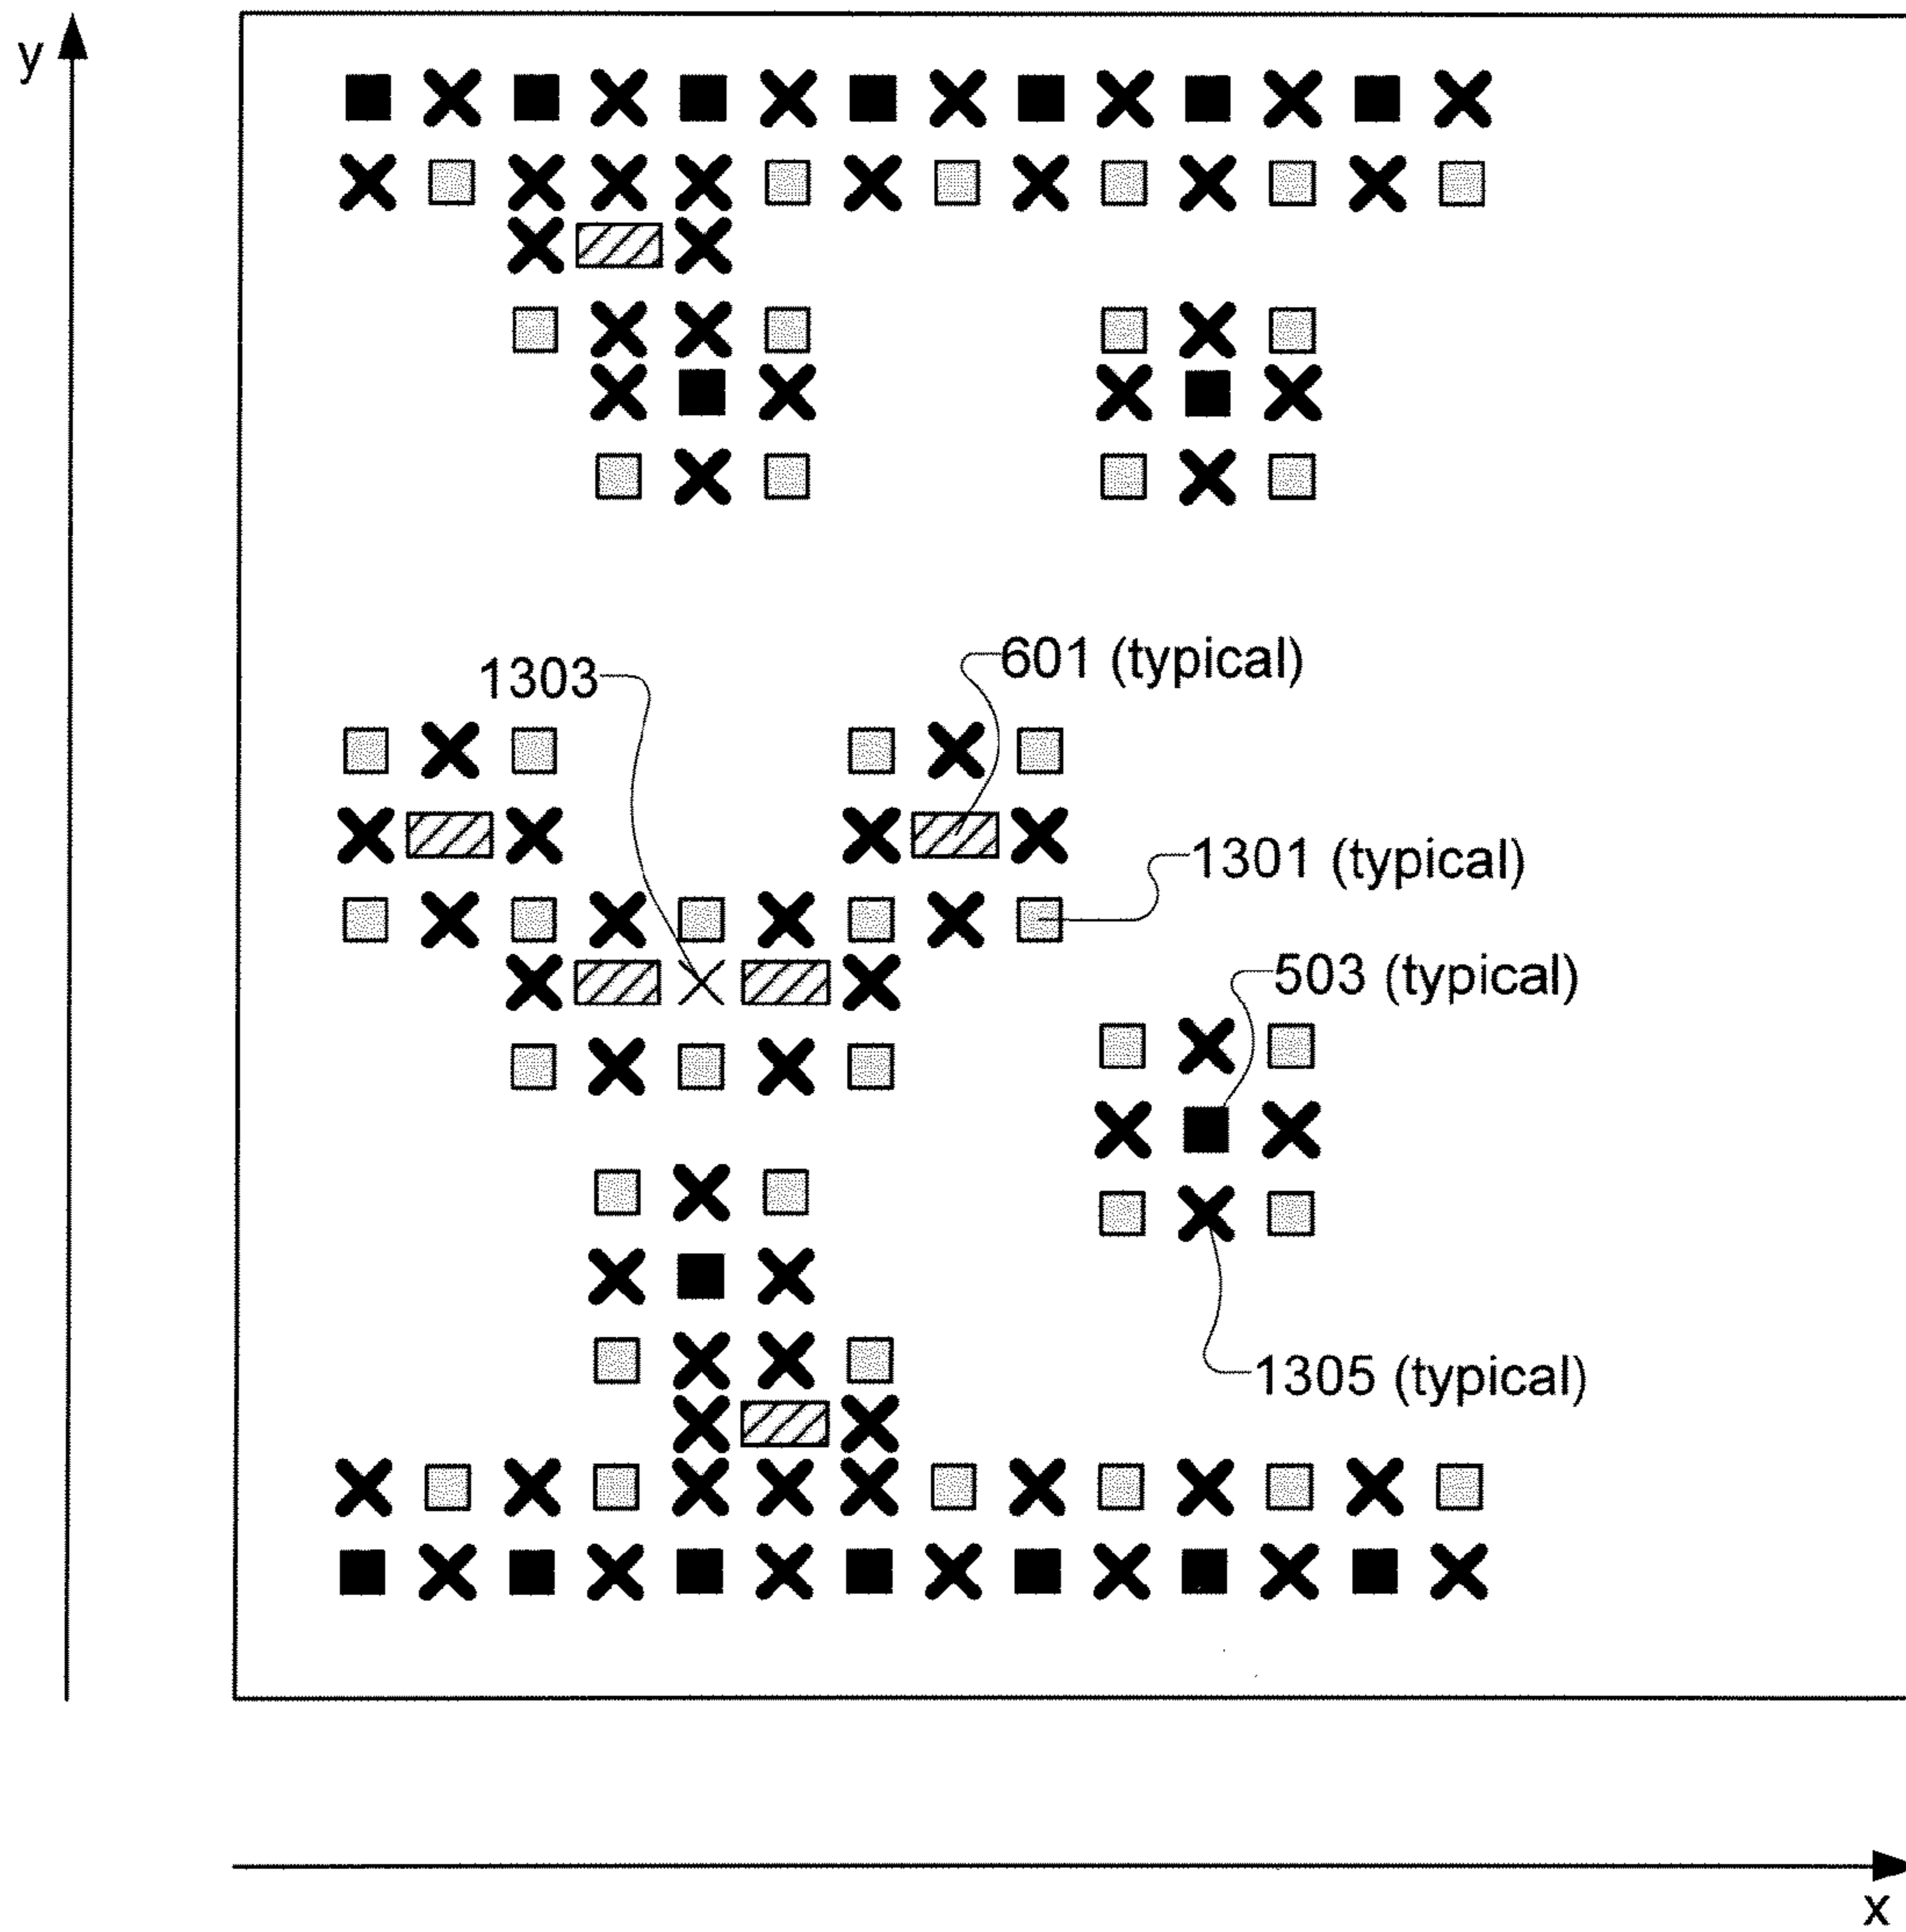 y
601 (typical)
1303
1301 (typical)
503 (typical)
1305 (typical)
x